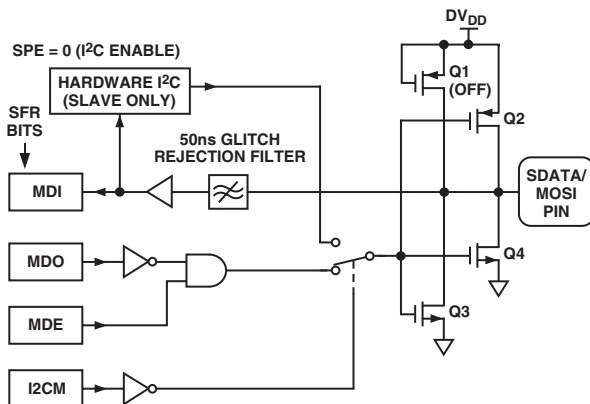 DVDD
SPE = 0 (I2C ENABLE)
HARDWARE I2C
(SLAVE ONLY)
Q1
(OFF)
Q2
SFR
BITS
50ns GLITCH
REJECTION FILTER
MDI
SDATA/
MOSI
PIN
MDO
Q4
MDE
Q3
I2CM